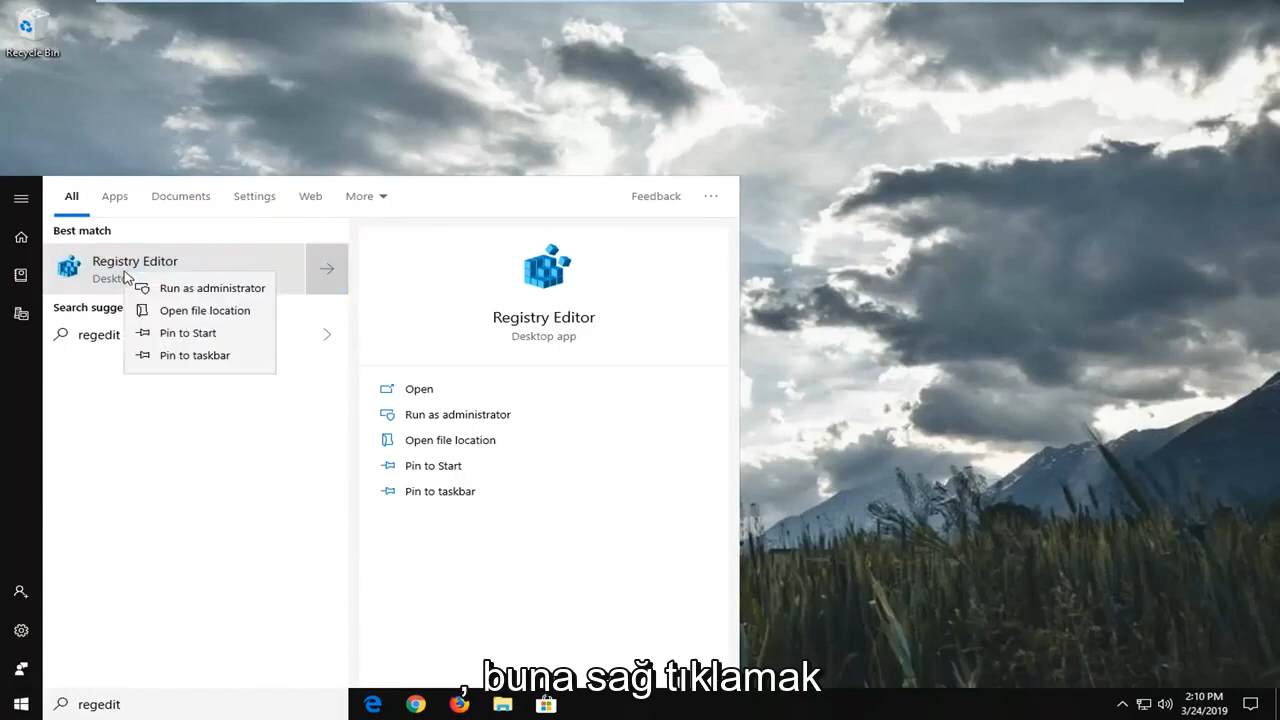 Recycle Bin
All Apps Documents Settings Web More Feedback ...
Best match
Registry Editor
Run as administrator
Open file location
Pin to Start
Pin to taskbar
Search sugge
regedit
Registry Editor
Desktop app
Open
Run as administrator
Open file location
Pin to Start
Pin to taskbar
, buna sağ tıklamak
regedit
2:10 PM
3/24/2019